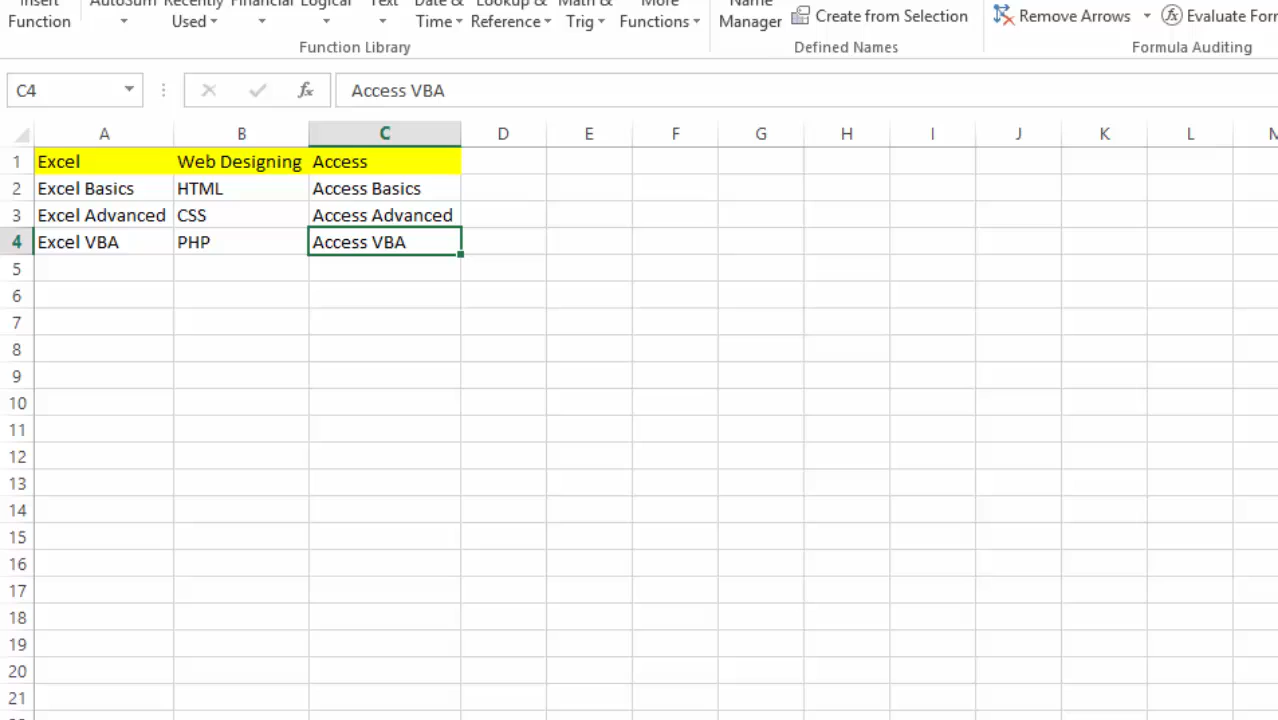 Insert AutoSum Recently Financial Logical Text Date & Lookup & Math & More Name
Function Used Time Reference Trig Functions Manager Create from Selection Remove Arrows Evaluate
Function Library Defined Names Formula Auditing
C4 fx Access VBA
A B C D E F G H I J K L
1 Excel Web Designing Access
2 Excel Basics HTML Access Basics
3 Excel Advanced CSS Access Advanced
4 Excel VBA PHP Access VBA
5
6
7
8
9
10
11
12
13
14
15
16
17
18
19
20
21